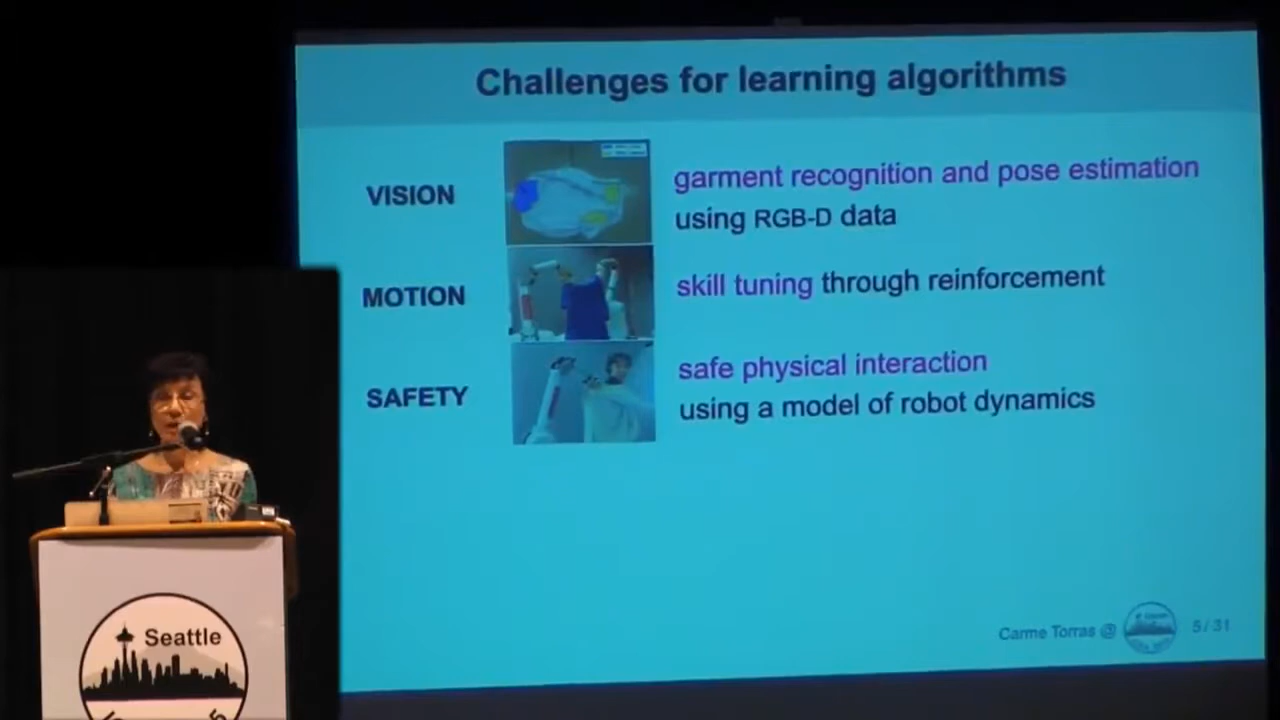 Challenges for learning algorithms
VISION
garment recognition and pose estimation
using RGB-D data
MOTION
skill tuning through reinforcement
SAFETY
safe physical interaction
using a model of robot dynamics
Carme Torras @
5 / 31
Seattle